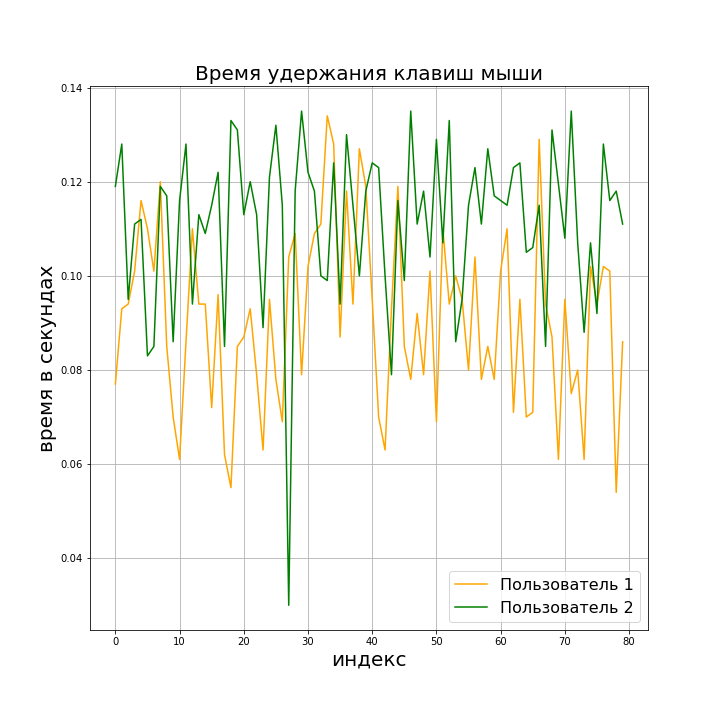 Время удержания клавиш мыши
0.14
0.12
0.10
0.08
0.06
0.04
время в секундах
0 10 20 30 40 50 60 70 80
индекс
Пользователь 1
Пользователь 2